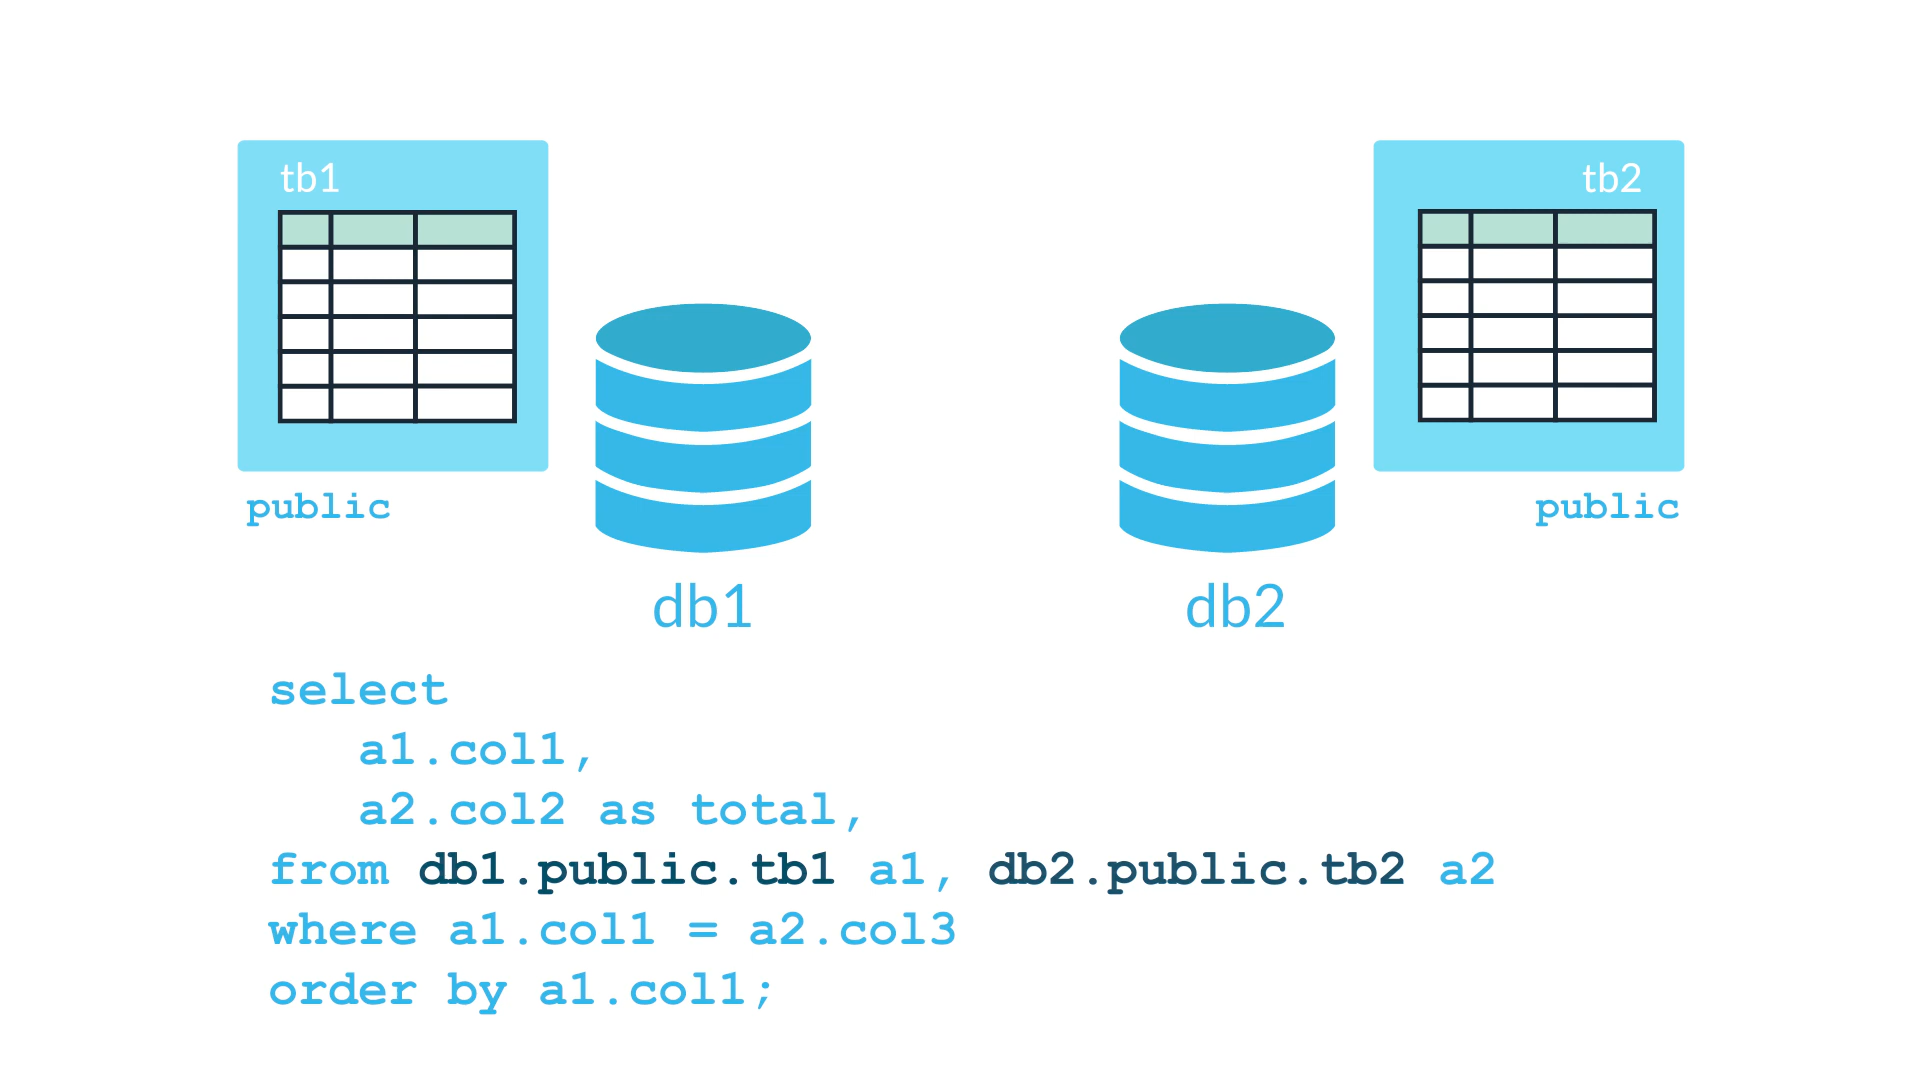 tb1
tb2
public
public
db1
db2
select
a1.col1,
a2.col2 as total,
from db1.public.tb1 a1, db2.public.tb2 a2
where a1.col1 = a2.col3
order by a1.col1;